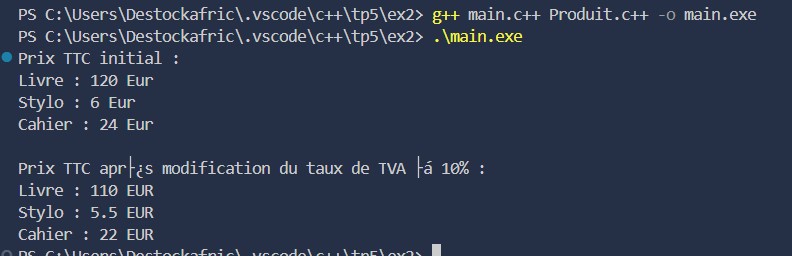 PS C:\Users\Destockafric\.vscode\c++\tp5\ex2> g++ main.c++ Produit.c++ -o main.exe
PS C:\Users\Destockafric\.vscode\c++\tp5\ex2> .\main.exe
Prix TTC initial :
Livre : 120 Eur
Stylo : 6 Eur
Cahier : 24 Eur
Prix TTC apr├¿s modification du taux de TVA ├á 10% :
Livre : 110 EUR
Stylo : 5.5 EUR
Cahier : 22 EUR
PS C:\Users\Destockafric\.vscode\c++\tp5\ex2>